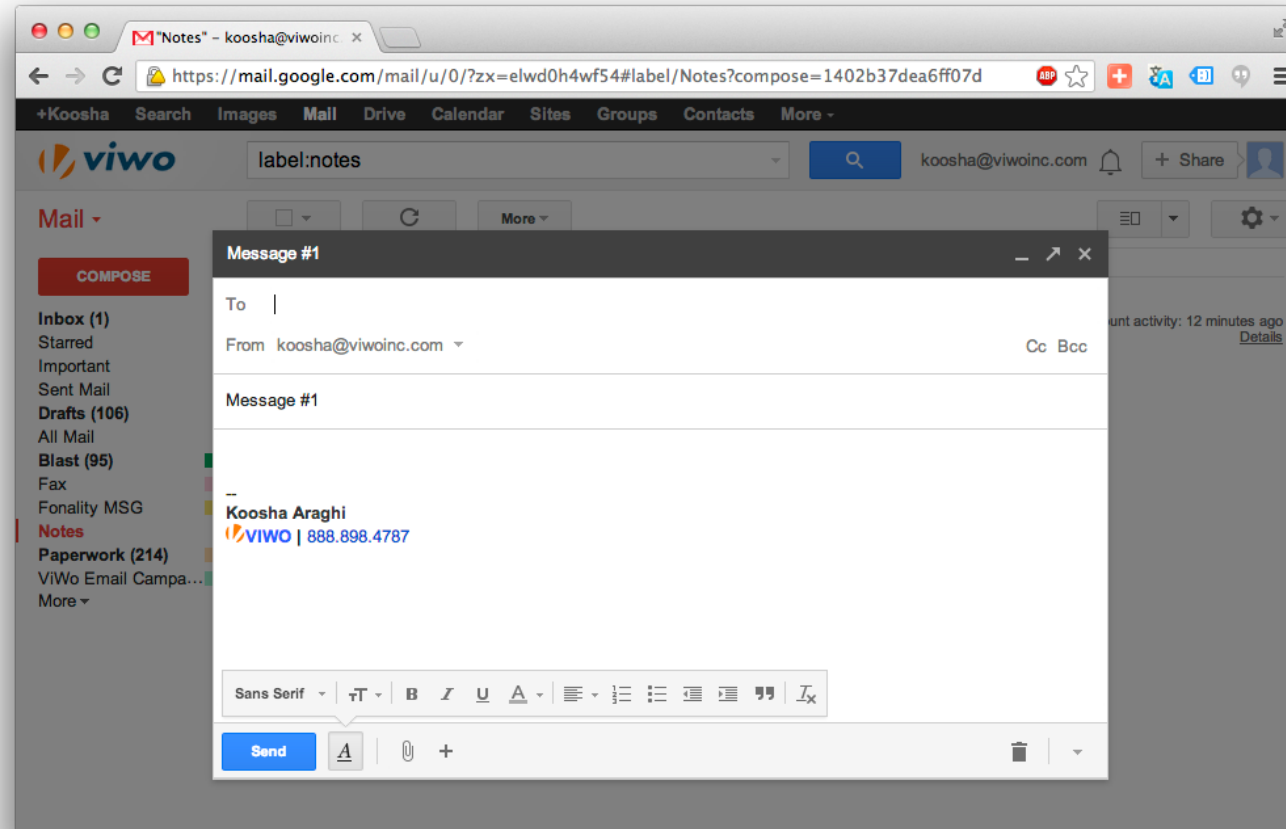 "Notes" – koosha@viwoinc.
https://mail.google.com/mail/u/0/?zx=elwd0h4wf54#label/Notes?compose=1402b37dea6ff07d ABP
+Koosha Search Images Mail Drive Calendar Sites Groups Contacts More
viwo label:notes koosha@viwoinc.com + Share
Mail More
Message #1
COMPOSE
To
Inbox (1)
unt activity: 12 minutes ago
Starred
Details
From koosha@viwoinc.com Cc Bcc
Important
Sent Mail
Message #1
Drafts (106)
All Mail
Blast (95)
Fax
--
Fonality MSG
Koosha Araghi
Notes
VIWO | 888.898.4787
Paperwork (214)
ViWo Email Campa...
More
Sans Serif TT B I U A Tx
Send A +